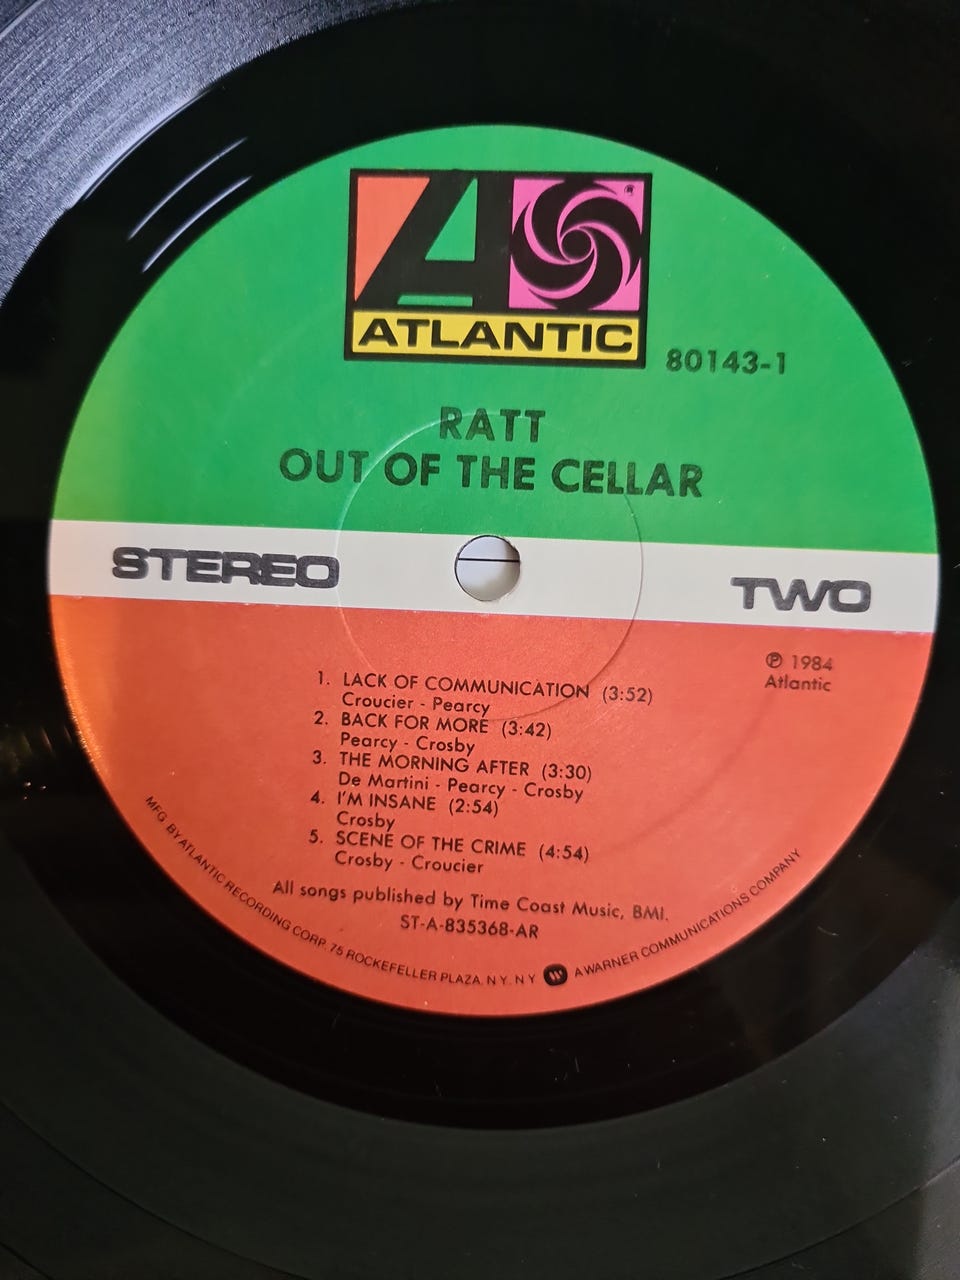 ATLANTIC
®
80143-1
RATT
OUT OF THE CELLAR
STEREO
TWO
℗ 1984
Atlantic
1. LACK OF COMMUNICATION (3:52)
Croucier - Pearcy
2. BACK FOR MORE (3:42)
Pearcy - Crosby
3. THE MORNING AFTER (3:30)
De Martini - Pearcy - Crosby
4. I'M INSANE (2:54)
Crosby
5. SCENE OF THE CRIME (4:54)
Crosby - Croucier
All songs published by Time Coast Music, BMI.
ST-A-835368-AR
MFG BY ATLANTIC RECORDING CORP. 75 ROCKEFELLER PLAZA. N Y. N Y W A WARNER COMMUNICATIONS COMPANY